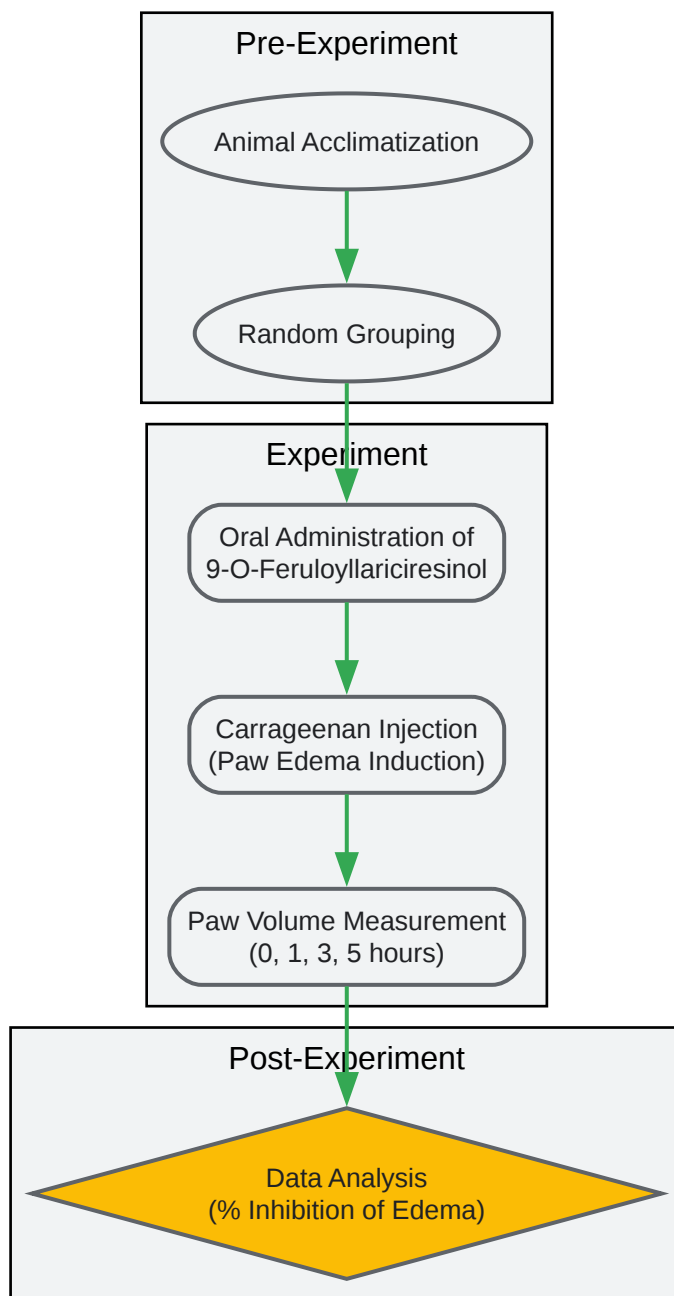 Pre-Experiment
Animal Acclimatization
Random Grouping
Experiment
Oral Administration of
9-O-Feruloyllariciresinol
Carrageenan Injection
(Paw Edema Induction)
Paw Volume Measurement
(0, 1, 3, 5 hours)
Post-Experiment
Data Analysis
(% Inhibition of Edema)